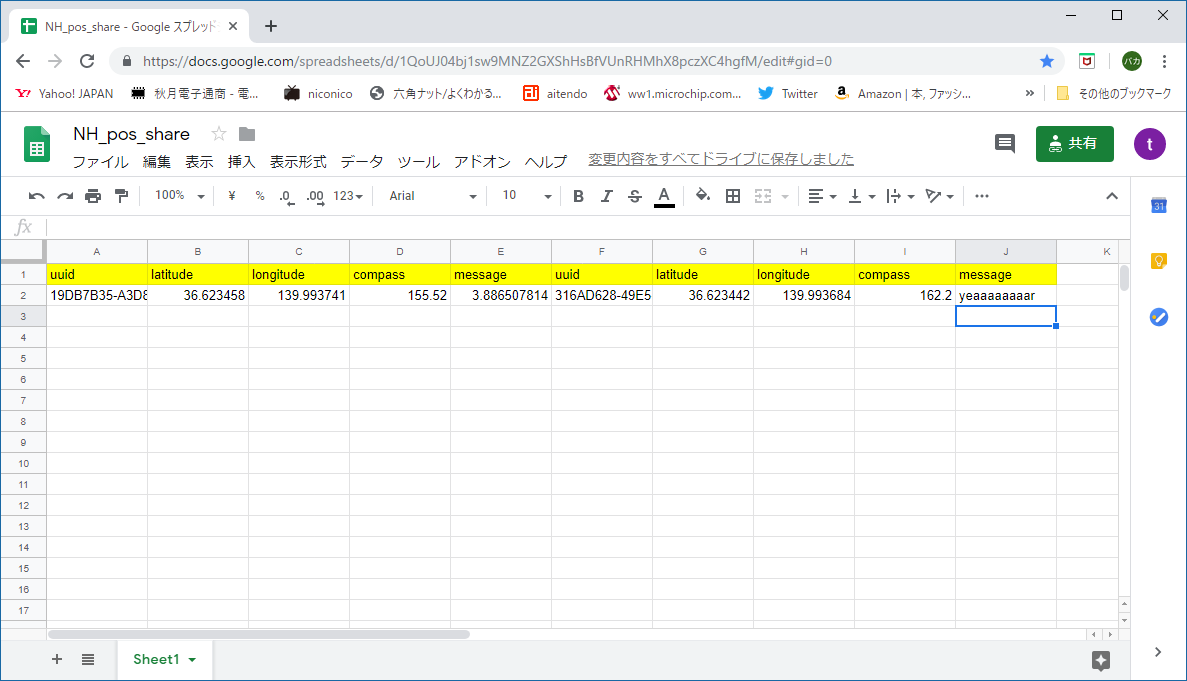 NH_pos_share - Google スプレッド
https://docs.google.com/spreadsheets/d/1QoUJ04bj1sw9MNZ2GXShHsBfVUnRHMhX8pczXC4hgfM/edit#gid=0
バカ
Yahoo! JAPAN 秋月電子通商 - 電... niconico 六角ナット/よくわかる... aitendo ww1.microchip.com... Twitter Amazon | 本, ファッシ... » その他のブックマーク
NH_pos_share
ファイル 編集 表示 挿入 表示形式 データ ツール アドオン ヘルプ 変更内容をすべてドライブに保存しました
共有
t
100% ¥ % .0 .00 123 Arial 10 B I S A
31
fx
A B C D E F G H I J K
1 uuid latitude longitude compass message uuid latitude longitude compass message
2 19DB7B35-A3D8 36.623458 139.993741 155.52 3.886507814 316AD628-49E5 36.623442 139.993684 162.2 yeaaaaaaaar
3
4
5
6
7
8
9
10
11
12
13
14
15
16
17
Sheet1